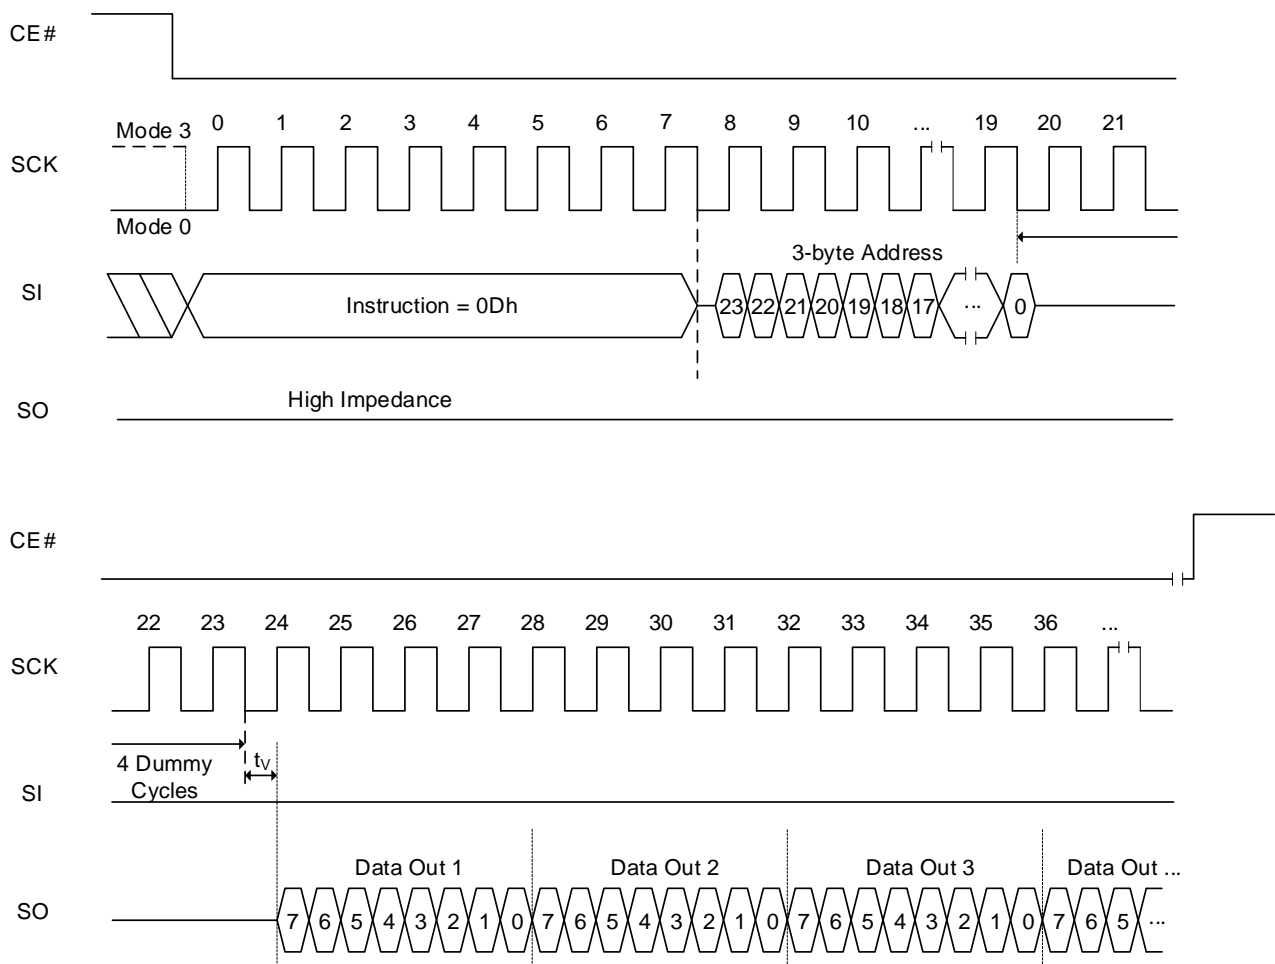 CE#
Mode 3
0 1 2 3 4 5 6 7 8 9 10 ... 19 20 21
SCK
Mode 0
3-byte Address
SI
Instruction = 0Dh
23 22 21 20 19 18 17 ... 0
High Impedance
SO
CE#
22 23 24 25 26 27 28 29 30 31 32 33 34 35 36 ...
SCK
4 Dummy
Cycles
tV
SI
Data Out 1 Data Out 2 Data Out 3 Data Out ...
SO
7 6 5 4 3 2 1 0 7 6 5 4 3 2 1 0 7 6 5 4 3 2 1 0 7 6 5 ...